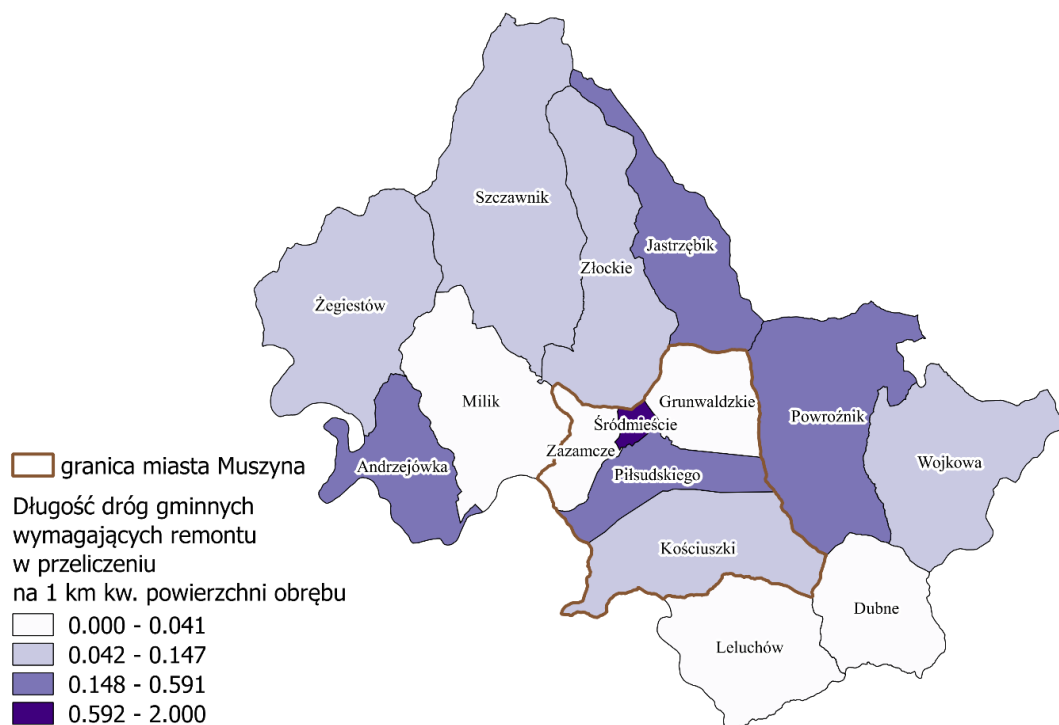 Szczawnik
Jastrzębik
Złockie
Żegiestów
Milik
Grunwaldzkie
Powroźnik
Śródmieście
Zazamcze
Wojkowa
Andrzejówka
Piłsudskiego
Kościuszki
Dubne
Leluchów
granica miasta Muszyna
Długość dróg gminnych
wymagających remontu
w przeliczeniu
na 1 km kw. powierzchni obrębu
0.000 - 0.041
0.042 - 0.147
0.148 - 0.591
0.592 - 2.000